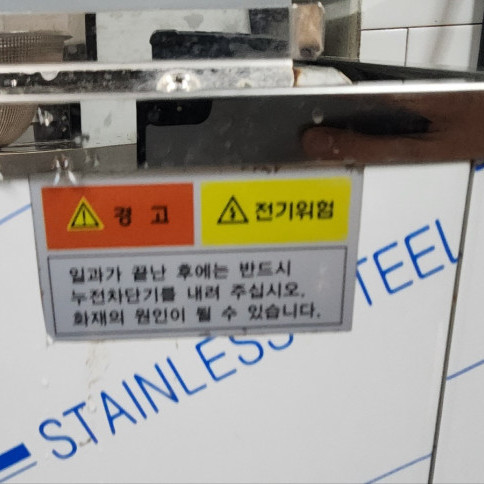 경 고 전기위험
일과가 끝난 후에는 반드시
누전차단기를 내려 주십시오.
화재의 원인이 될 수 있습니다.
STAINLESS STEEL